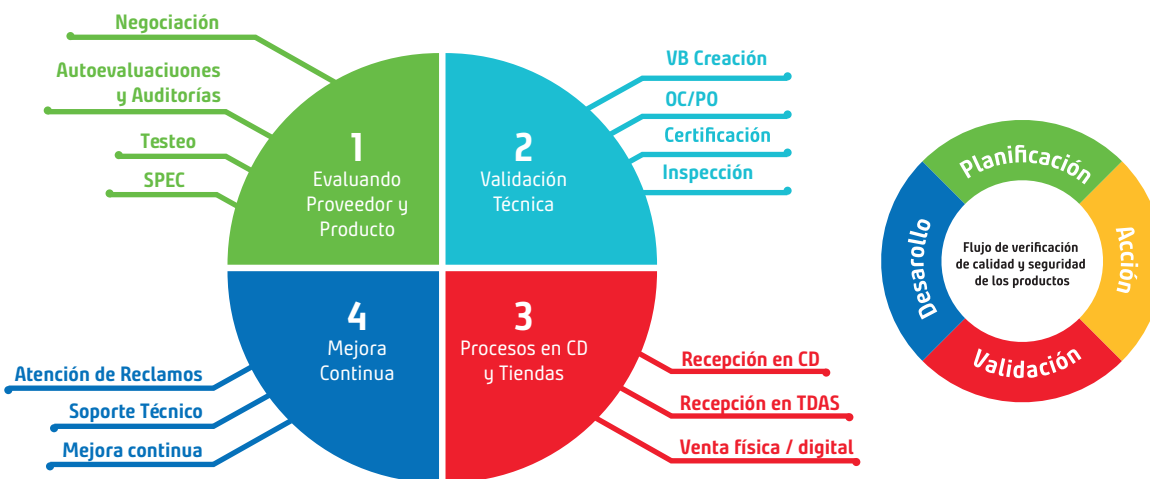 Negociación
Autoevaluaciuones
y Auditorías
Testeo
SPEC
1
Evaluando
Proveedor y
Producto
2
Validación
Técnica
VB Creación
OC/PO
Certificación
Inspección
4
Mejora
Continua
3
Procesos en CD
y Tiendas
Atención de Reclamos
Soporte Técnico
Mejora continua
Recepción en CD
Recepción en TDAS
Venta física / digital
Planificación
Acción
Validación
Desarollo
Flujo de verificación
de calidad y seguridad
de los productos